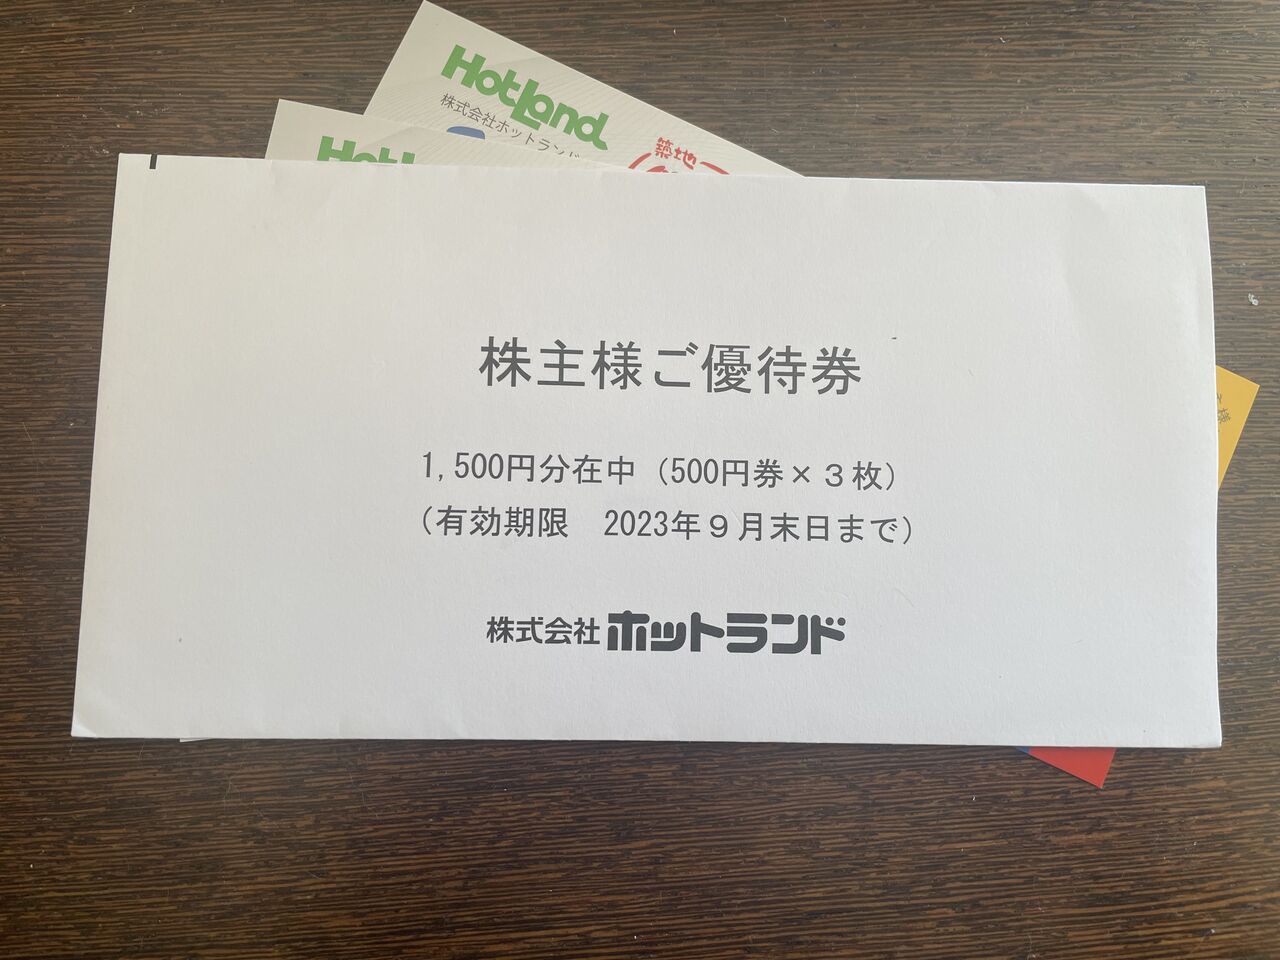 HotLand
株式会社ホットランド
築地
株主様ご優待券
1,500円分在中（500円券×３枚）
（有効期限　2023年９月末日まで）
株式会社ホットランド